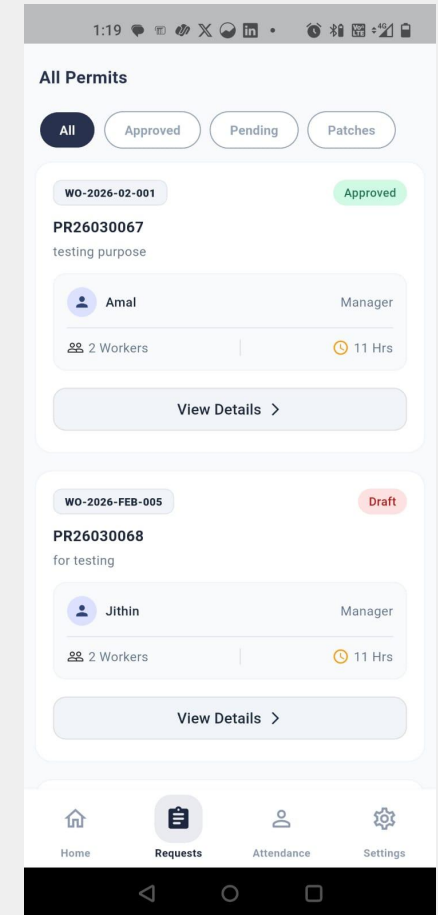 1:19
4G
VoLTE
All Permits
All
Approved
Pending
Patches
WO-2026-02-001
Approved
PR26030067
testing purpose
Amal
Manager
2 Workers
11 Hrs
View Details
WO-2026-FEB-005
Draft
PR26030068
for testing
Jithin
Manager
2 Workers
11 Hrs
View Details
Home
Requests
Attendance
Settings